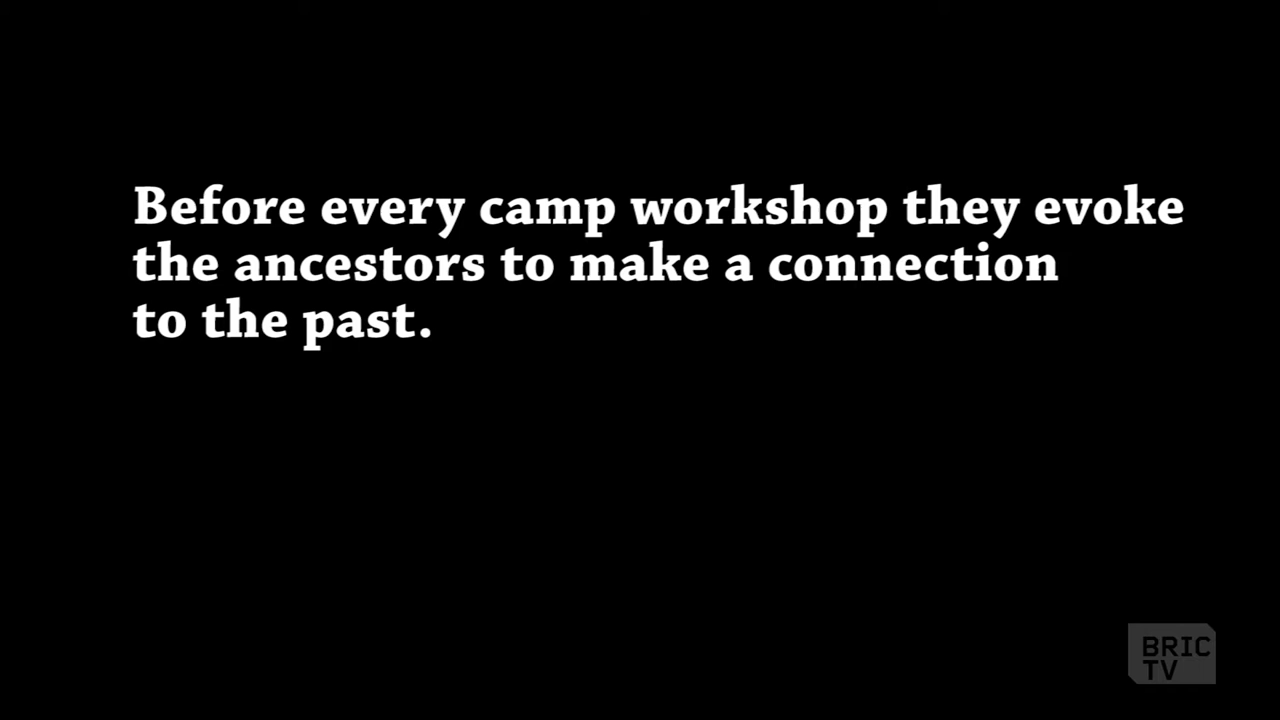 Before every camp workshop they evoke
the ancestors to make a connection
to the past.
BRIC
TV